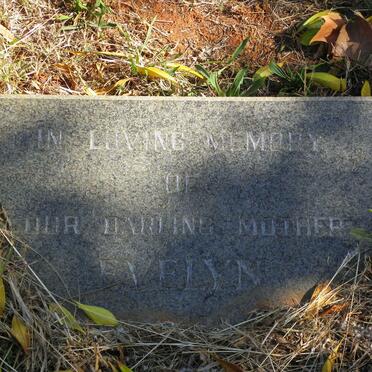 IN LOVING MEMORY
OF
OUR DARLING MOTHER
EVELYN